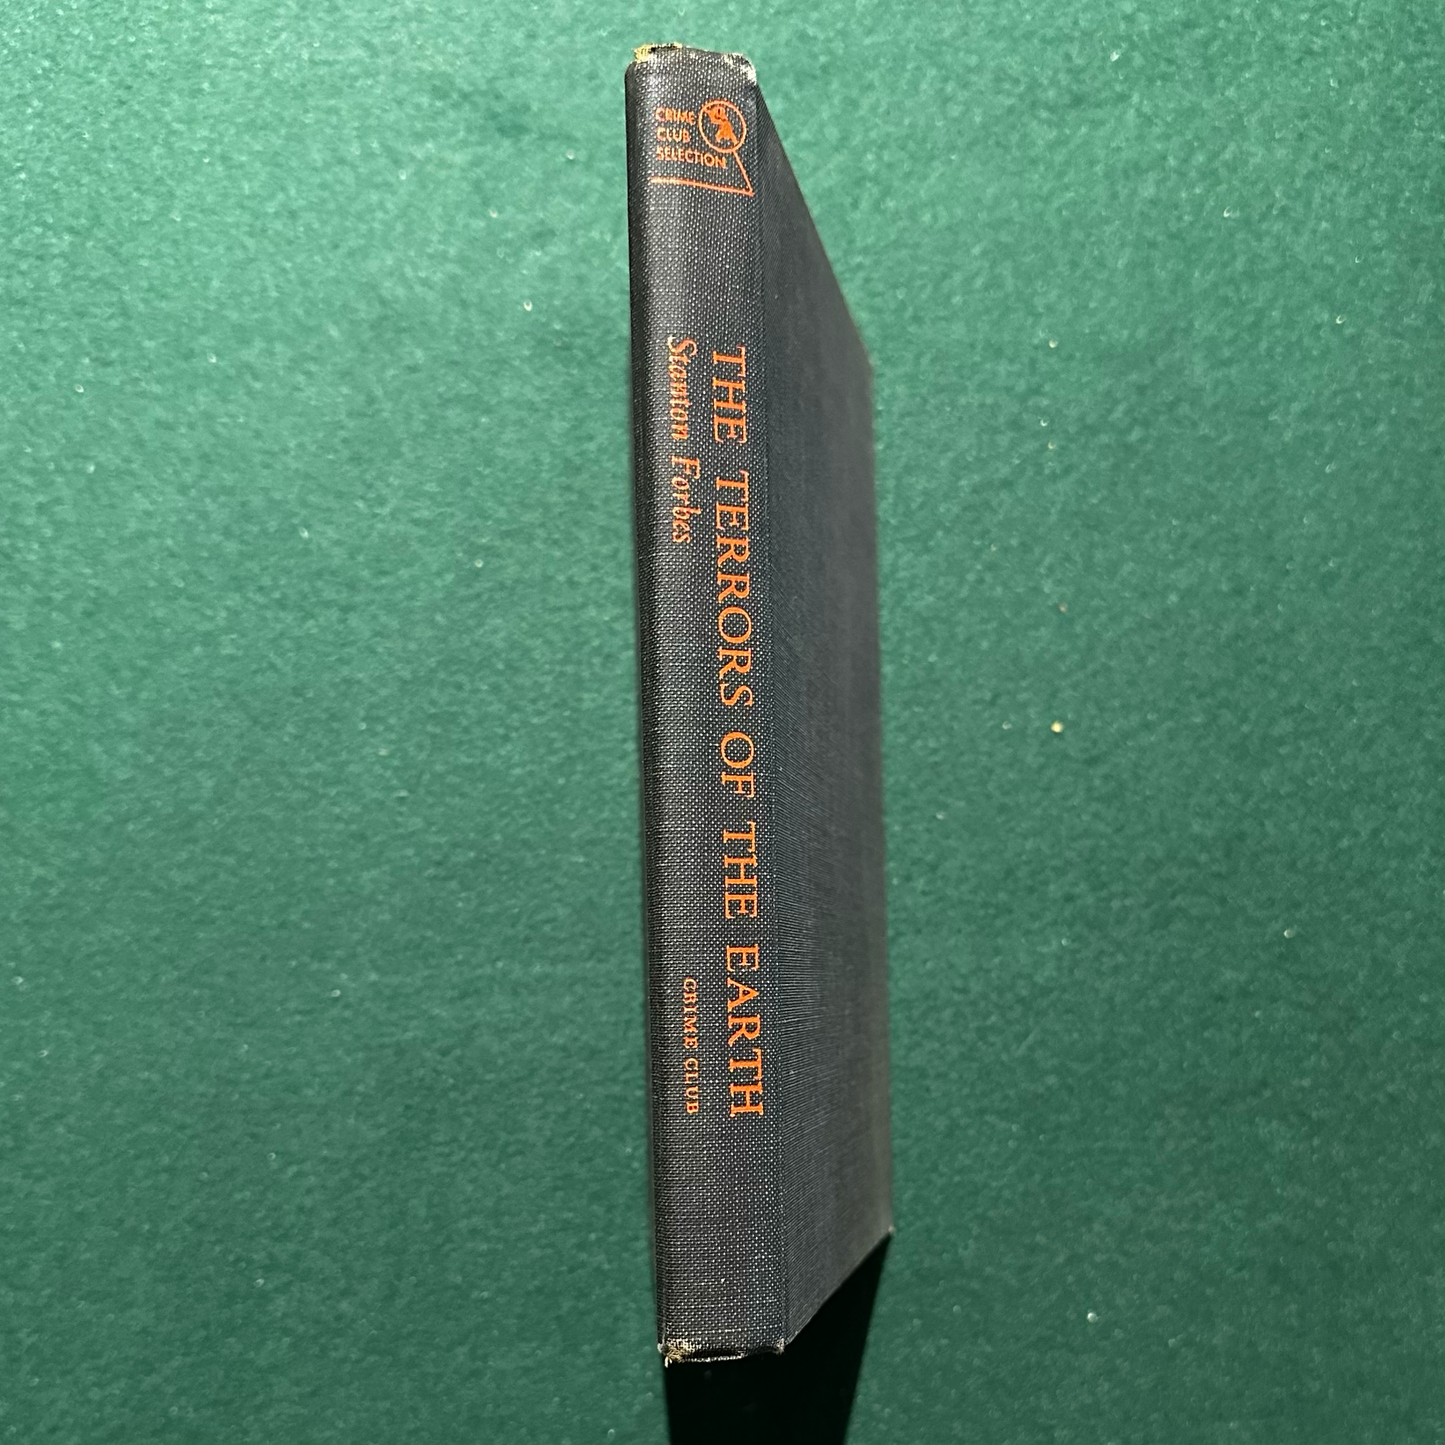 CRIME
CLUB
SELECTION
THE TERRORS OF THE EARTH
Stanton Forbes
CRIME CLUB